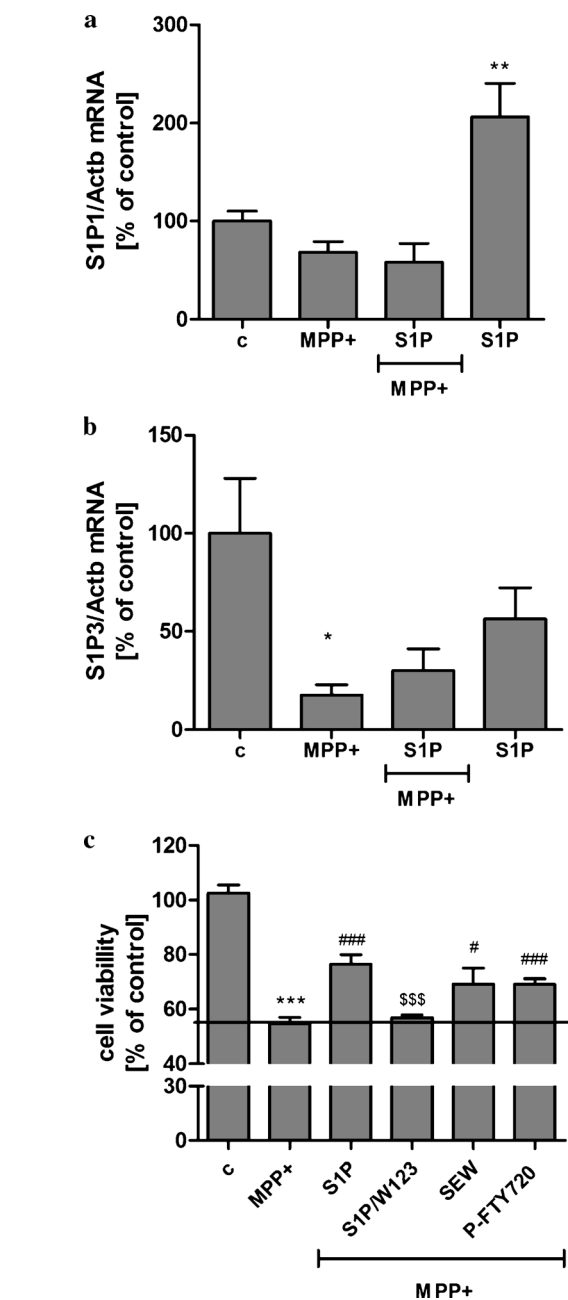 a
S1P1/Actb mRNA
[% of control]
300
200
100
0
**
c MPP+ S1P S1P
MPP+
b
S1P3/Actb mRNA
[% of control]
150
100
50
0
*
c MPP+ S1P S1P
MPP+
c
cell viabillity
[% of control]
120
100
80
60
40
30
0
*** ### $$$ # ###
c MPP+ S1P S1P/W123 SEW P-FTY720
MPP+